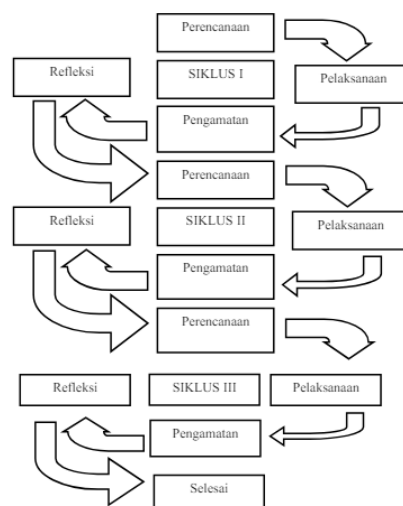 Perencanaan
Refleksi
SIKLUS I
Pelaksanaan
Pengamatan
Perencanaan
Refleksi
SIKLUS II
Pelaksanaan
Pengamatan
Perencanaan
Refleksi
SIKLUS III
Pelaksanaan
Pengamatan
Selesai